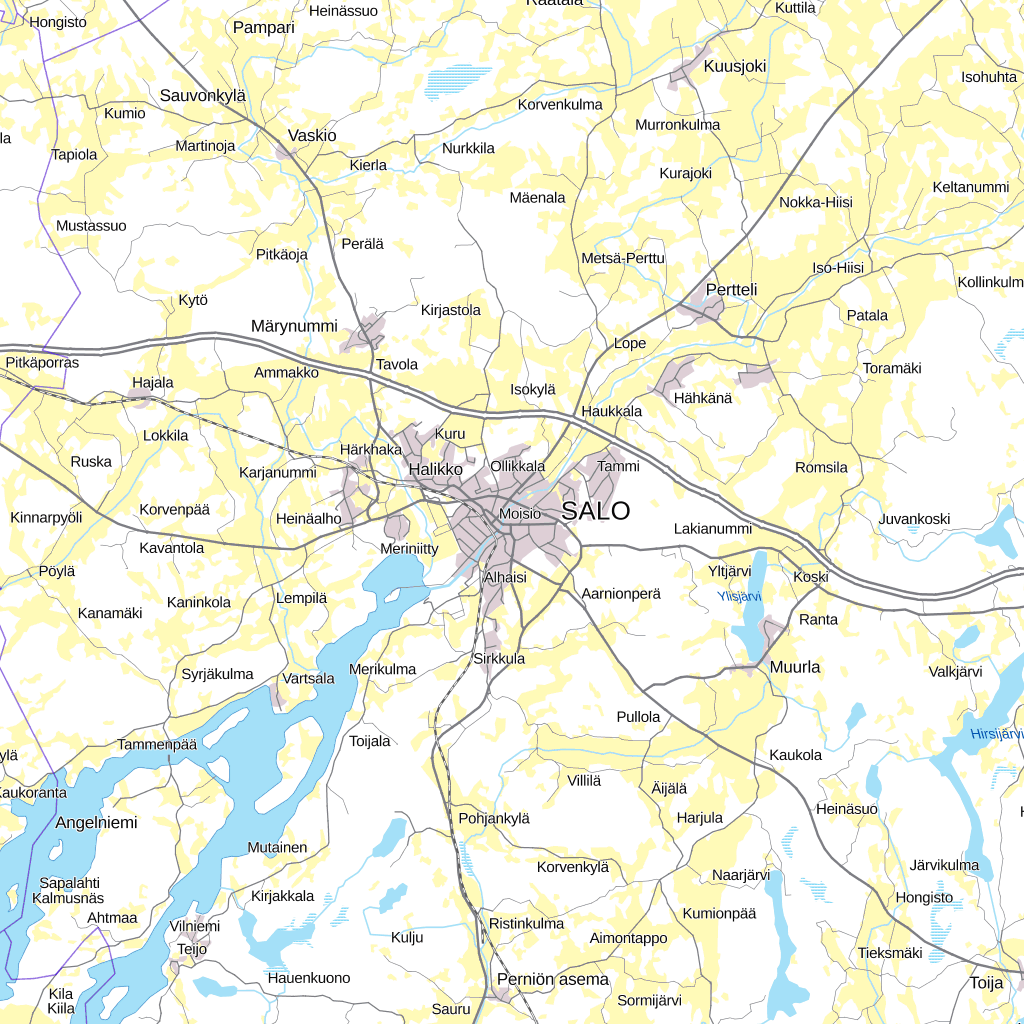 Heinässuo
Kuttila
Hongisto
Pampari
Kuusjoki
Isohuhta
Sauvonkylä
Korvenkulma
Kumio
Murronkulma
Vaskio
Martinoja
Nurkkila
Tapiola
Kierla
Kurajoki
Keltanummi
Mäenala
Nokka-Hiisi
Mustassuo
Perälä
Pitkäoja
Metsä-Perttu
Iso-Hiisi
Kytö
Pertteli
Kirjastola
Patala
Märynummi
Lope
Pitkäporras
Ammakko
Tavola
Toramäki
Hajala
Isokylä
Hähkänä
Haukkala
Lokkila
Kuru
Härkhaka
Ruska
Karjanummi
Halikko
Ollikkala
Tammi
Romsila
Korvenpää
Kinnarpyöli
Heinäalho
Moisio
SALO
Juvankoski
Lakianummi
Kavantola
Meriniitty
Pöylä
Yltjärvi
Koski
Alhaisi
Kaninkola
Lempilä
Aarnionperä
Ylisjärvi
Kanamäki
Ranta
Sirkkula
Muurla
Merikulma
Syrjäkulma
Vartsala
Valkjärvi
Pullola
Hirsijärvi
Tammenpää
Toijala
Kaukola
Villilä
Äijälä
Angelniemi
Pohjankylä
Harjula
Heinäsuo
Mutainen
Korvenkylä
Järvikulma
Naarjärvi
Sapalahti
Kalmusnäs
Kirjakkala
Hongisto
Ahtmaa
Kumionpää
Vilniemi
Ristinkulma
Kulju
Aimontappo
Teijo
Tieksmäki
Hauenkuono
Perniön asema
Toija
Kila
Kiila
Sauru
Sormijärvi